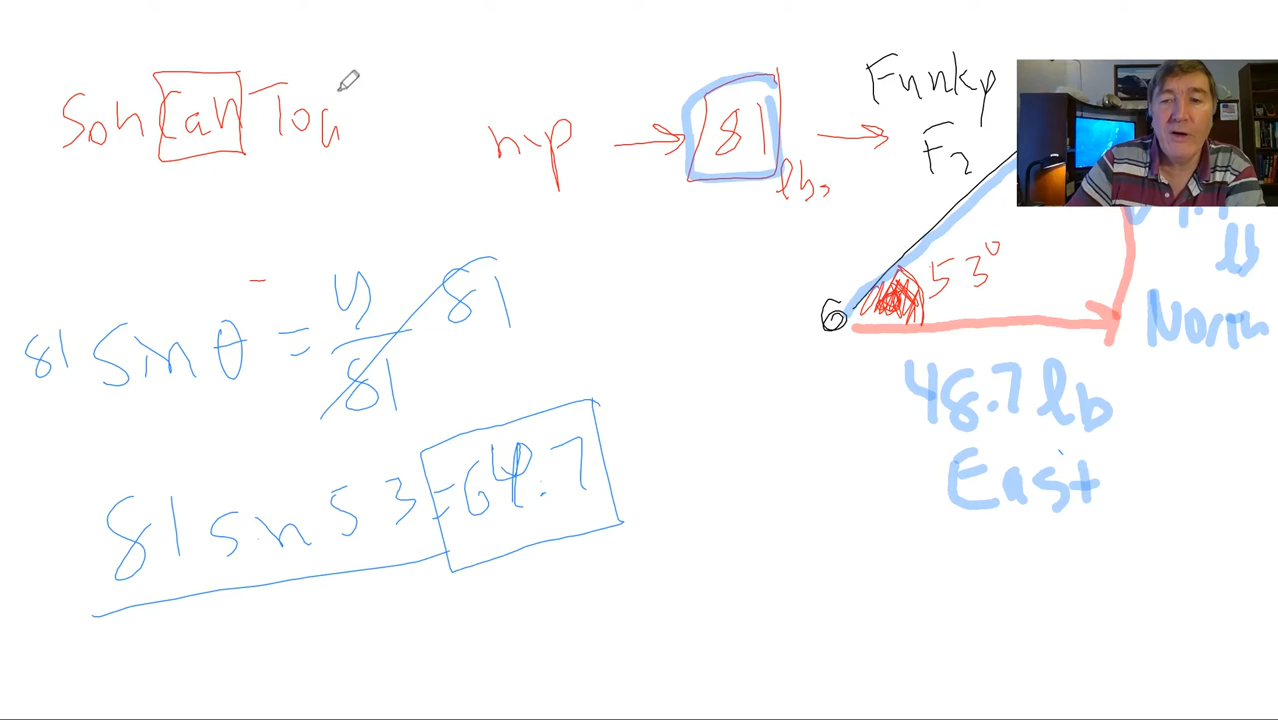 Soh Cah Toa
hyp → 81 lbs →
Funky
F2
53°
lb
North
48.7 lb
East
81 sin θ = y/81 81
81 sin 53 = 64.7